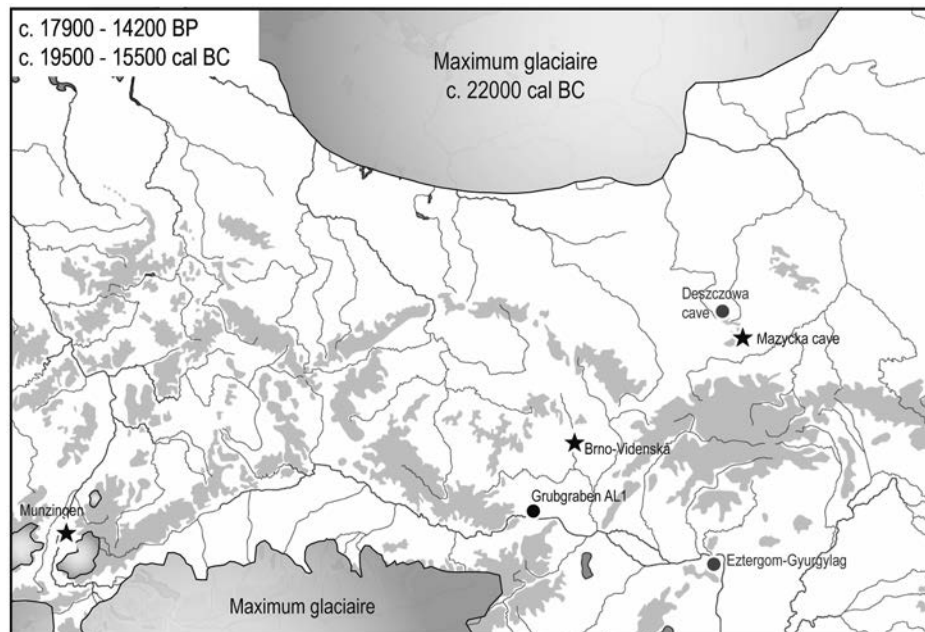 c. 17900 - 14200 BP
c. 19500 - 15500 cal BC
Maximum glaciaire
c. 22000 cal BC
Deszczowa
cave
Mazycka cave
Brno-Videnská
Grubgraben AL1
Munzingen
Eztergom-Gyurgylag
Maximum glaciaire